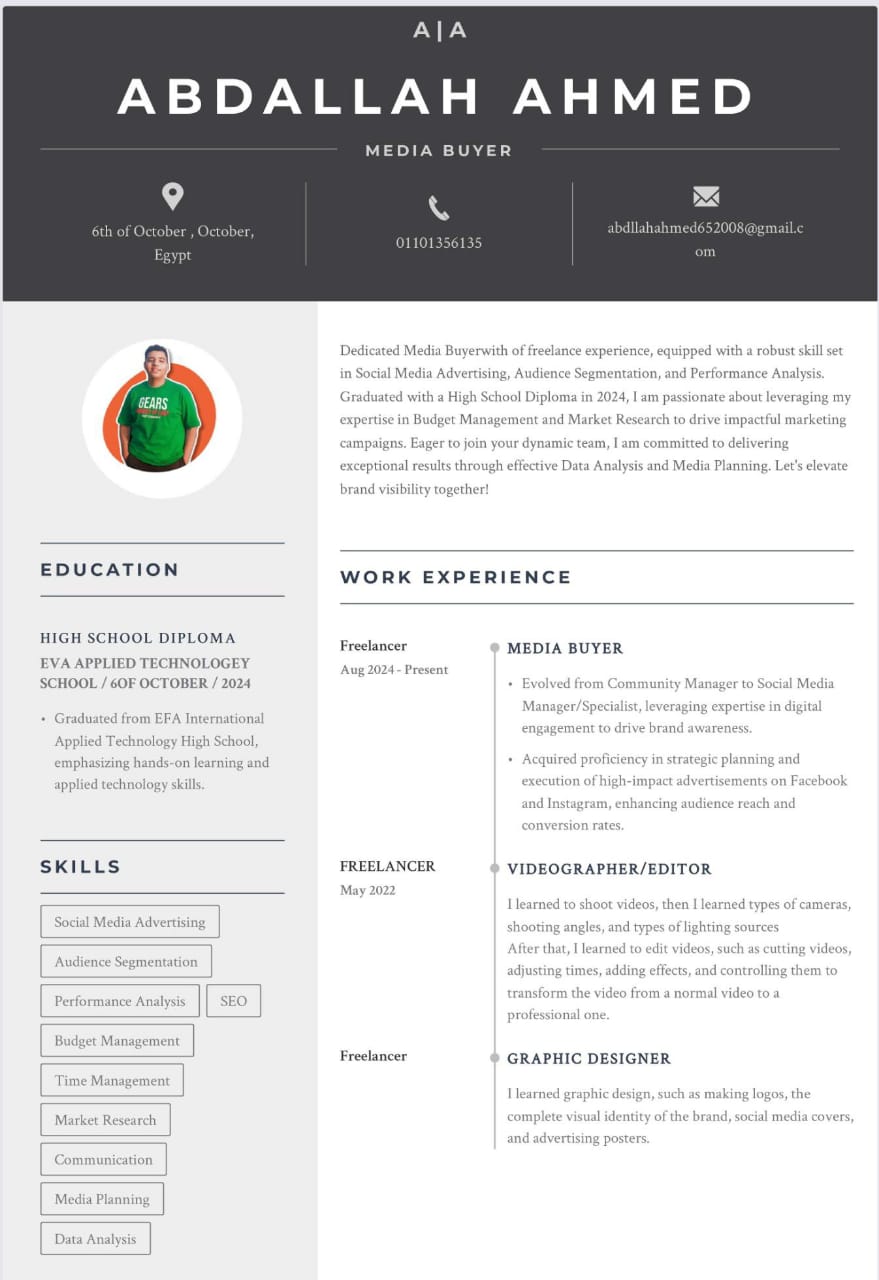 A|A
ABDALLAH AHMED
MEDIA BUYER
6th of October , October,
Egypt
01101356135
abdllahahmed652008@gmail.c
om
GEARS
Dedicated Media Buyerwith of freelance experience, equipped with a robust skill set
in Social Media Advertising, Audience Segmentation, and Performance Analysis.
Graduated with a High School Diploma in 2024, I am passionate about leveraging my
expertise in Budget Management and Market Research to drive impactful marketing
campaigns. Eager to join your dynamic team, I am committed to delivering
exceptional results through effective Data Analysis and Media Planning. Let's elevate
brand visibility together!
EDUCATION
HIGH SCHOOL DIPLOMA
EVA APPLIED TECHNOLOGEY
SCHOOL / 6OF OCTOBER / 2024
• Graduated from EFA International
Applied Technology High School,
emphasizing hands-on learning and
applied technology skills.
SKILLS
Social Media Advertising
Audience Segmentation
Performance Analysis SEO
Budget Management
Time Management
Market Research
Communication
Media Planning
Data Analysis
WORK EXPERIENCE
Freelancer
Aug 2024 - Present
MEDIA BUYER
• Evolved from Community Manager to Social Media
Manager/Specialist, leveraging expertise in digital
engagement to drive brand awareness.
• Acquired proficiency in strategic planning and
execution of high-impact advertisements on Facebook
and Instagram, enhancing audience reach and
conversion rates.
FREELANCER
May 2022
VIDEOGRAPHER/EDITOR
I learned to shoot videos, then I learned types of cameras,
shooting angles, and types of lighting sources
After that, I learned to edit videos, such as cutting videos,
adjusting times, adding effects, and controlling them to
transform the video from a normal video to a
professional one.
Freelancer
GRAPHIC DESIGNER
I learned graphic design, such as making logos, the
complete visual identity of the brand, social media covers,
and advertising posters.